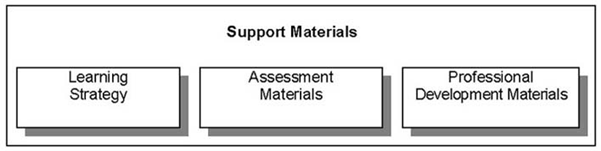 Support Materials
Learning
Strategy
Assessment
Materials
Professional
Development Materials